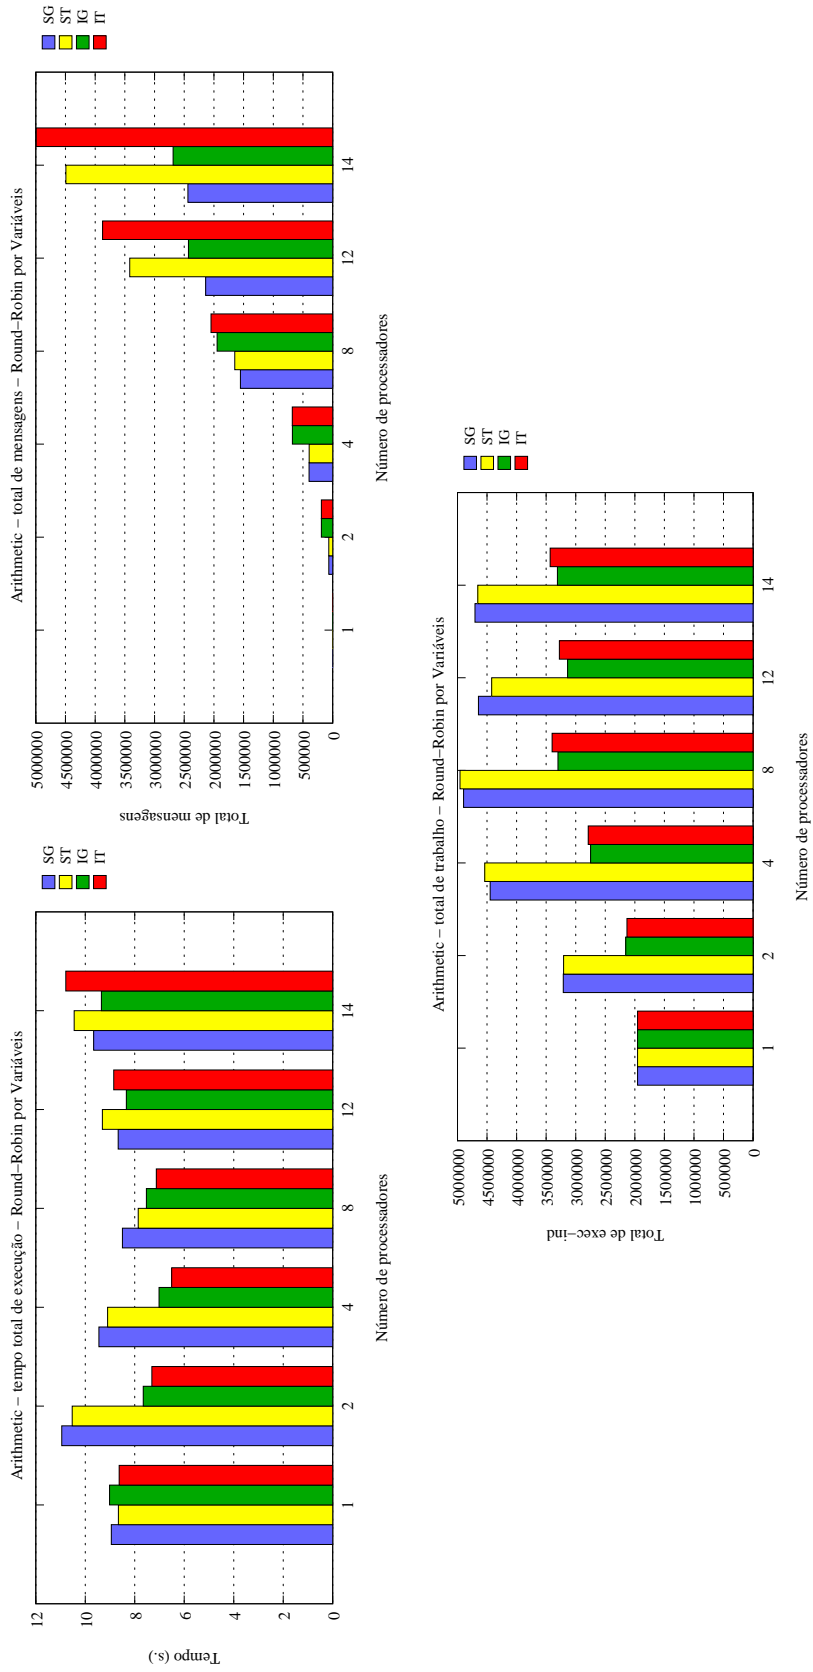 Arithmetic − tempo total de execução − Round−Robin por Variáveis
Tempo (s.)
12
10
8
6
4
2
0
1
2
4
8
12
14
Número de processadores
SG
ST
IG
IT
Arithmetic − total de mensagens − Round−Robin por Variáveis
Total de mensagens
5000000
4500000
4000000
3500000
3000000
2500000
2000000
1500000
1000000
500000
0
1
2
4
8
12
14
Número de processadores
SG
ST
IG
IT
Arithmetic − total de trabalho − Round−Robin por Variáveis
Total de exec−ind
5000000
4500000
4000000
3500000
3000000
2500000
2000000
1500000
1000000
500000
0
1
2
4
8
12
14
Número de processadores
SG
ST
IG
IT